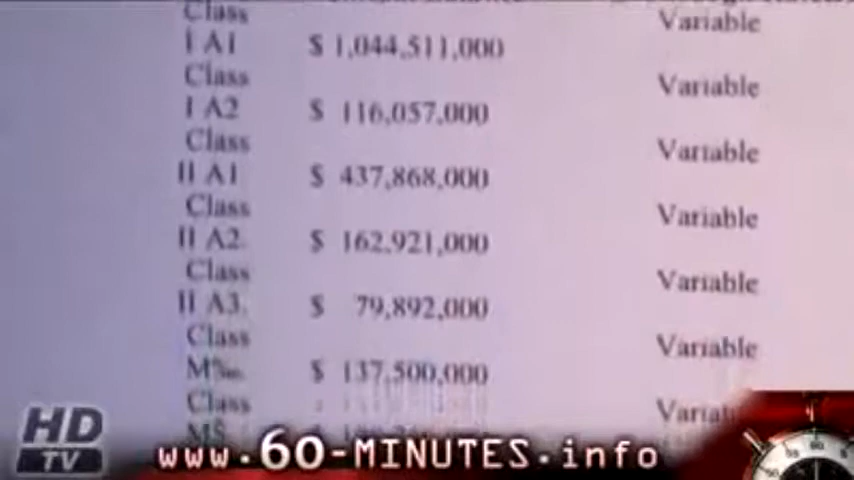 Class
Variable
I A1 $ 1,044,511,000
Class
Variable
I A2 $ 116,057,000
Class
Variable
II A1 $ 437,868,000
Class
Variable
II A2. $ 162,921,000
Class
Variable
II A3. $ 79,892,000
Class
Variable
$ 137,500,000
Class
HD
TV
www.60-MINUTES.info
60